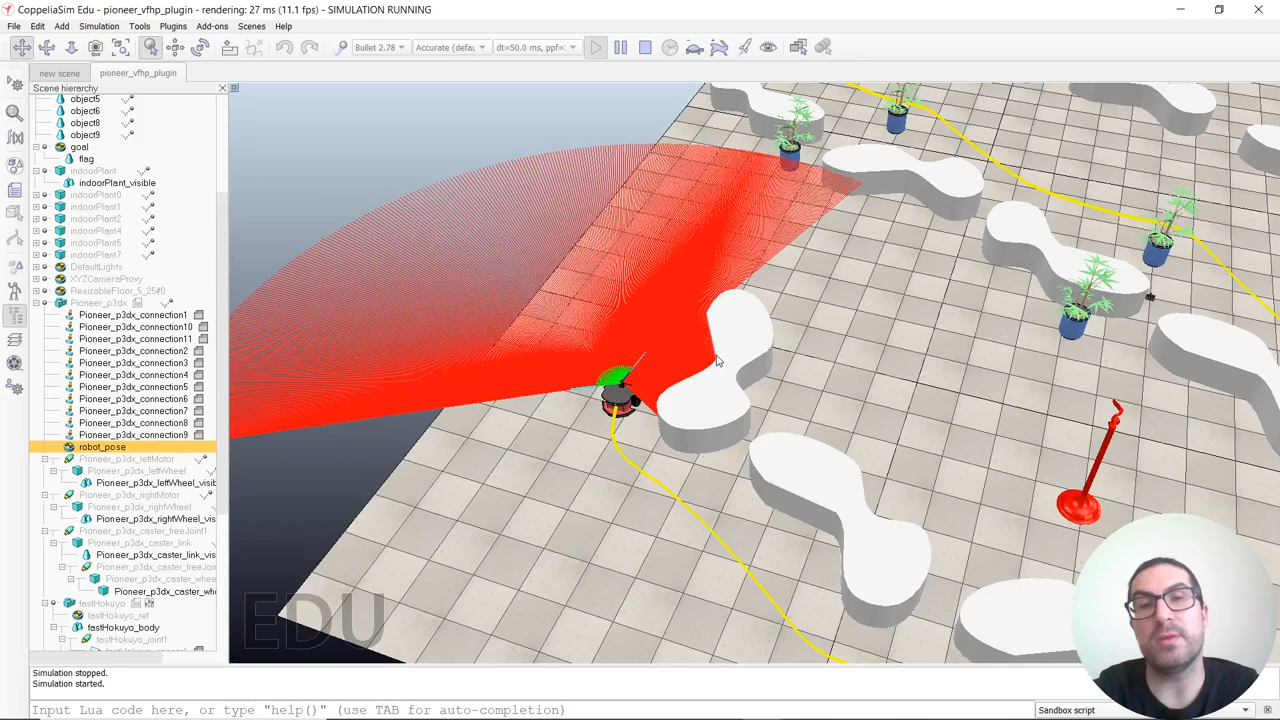 CoppeliaSim Edu - pioneer_vfhp_plugin - rendering: 27 ms (11.1 fps) - SIMULATION RUNNING
File Edit Add Simulation Tools Plugins Add-ons Scenes Help
Bullet 2.78 Accurate (defau dt=50.0 ms, ppf=
new scene pioneer_vfhp_plugin
Scene hierarchy
object5
object6
object8
object9
goal
flag
indoorPlant
indoorPlant_visible
indoorPlant0
indoorPlant1
indoorPlant2
indoorPlant4
indoorPlant5
indoorPlant7
DefaultLights
XYZCameraProxy
ResizableFloor_5_25#0
Pioneer_p3dx
Pioneer_p3dx_connection1
Pioneer_p3dx_connection10
Pioneer_p3dx_connection11
Pioneer_p3dx_connection2
Pioneer_p3dx_connection3
Pioneer_p3dx_connection4
Pioneer_p3dx_connection5
Pioneer_p3dx_connection6
Pioneer_p3dx_connection7
Pioneer_p3dx_connection8
Pioneer_p3dx_connection9
robot_pose
Pioneer_p3dx_leftMotor
Pioneer_p3dx_leftWheel
Pioneer_p3dx_leftWheel_visib
Pioneer_p3dx_rightMotor
Pioneer_p3dx_rightWheel
Pioneer_p3dx_rightWheel_vis
Pioneer_p3dx_caster_freeJoint1
Pioneer_p3dx_caster_link
Pioneer_p3dx_caster_link_visi
Pioneer_p3dx_caster_freeJoi
Pioneer_p3dx_caster_whe
Pioneer_p3dx_caster_w
fastHokuyo
fastHokuyo_ref
fastHokuyo_body
fastHokuyo_joint1
EDU
Simulation stopped.
Simulation started.
Input Lua code here, or type "help()" (use TAB for auto-completion)
Sandbox script